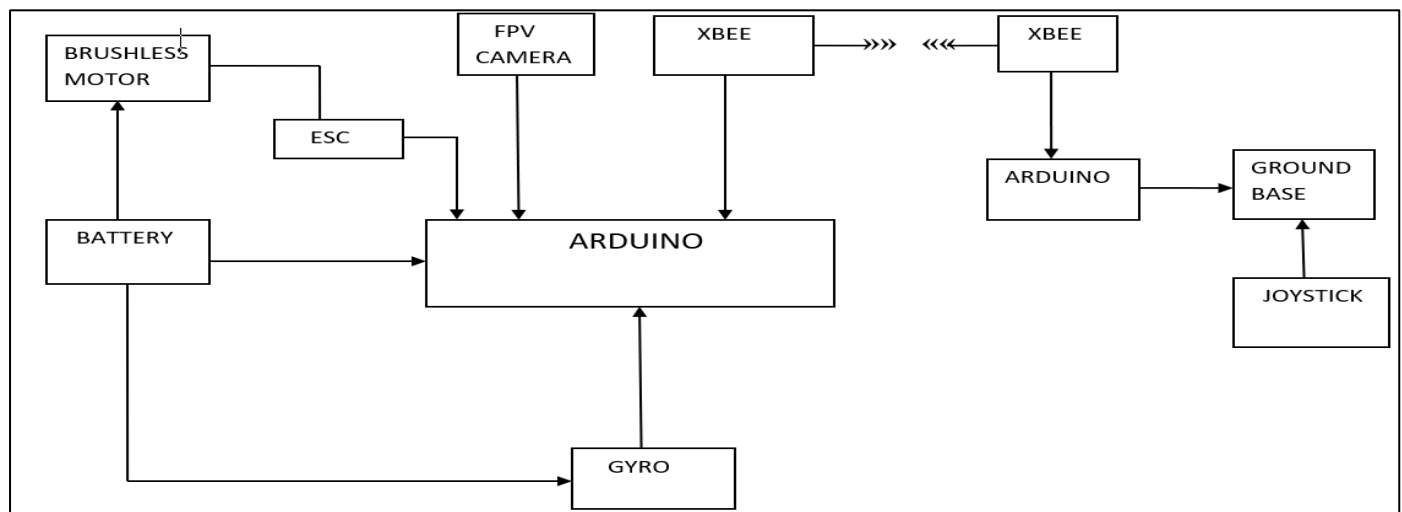 BRUSHLESS
MOTOR
FPV
CAMERA
XBEE
XBEE
ESC
ARDUINO
GROUND
BASE
BATTERY
ARDUINO
JOYSTICK
GYRO